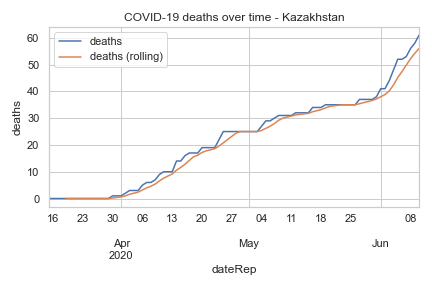 COVID-19 deaths over time - Kazakhstan
deaths
deaths (rolling)
60
50
40
30
20
10
0
deaths
16 23 30 06 13 20 27 04 11 18 25 08
Apr May Jun
2020
dateRep